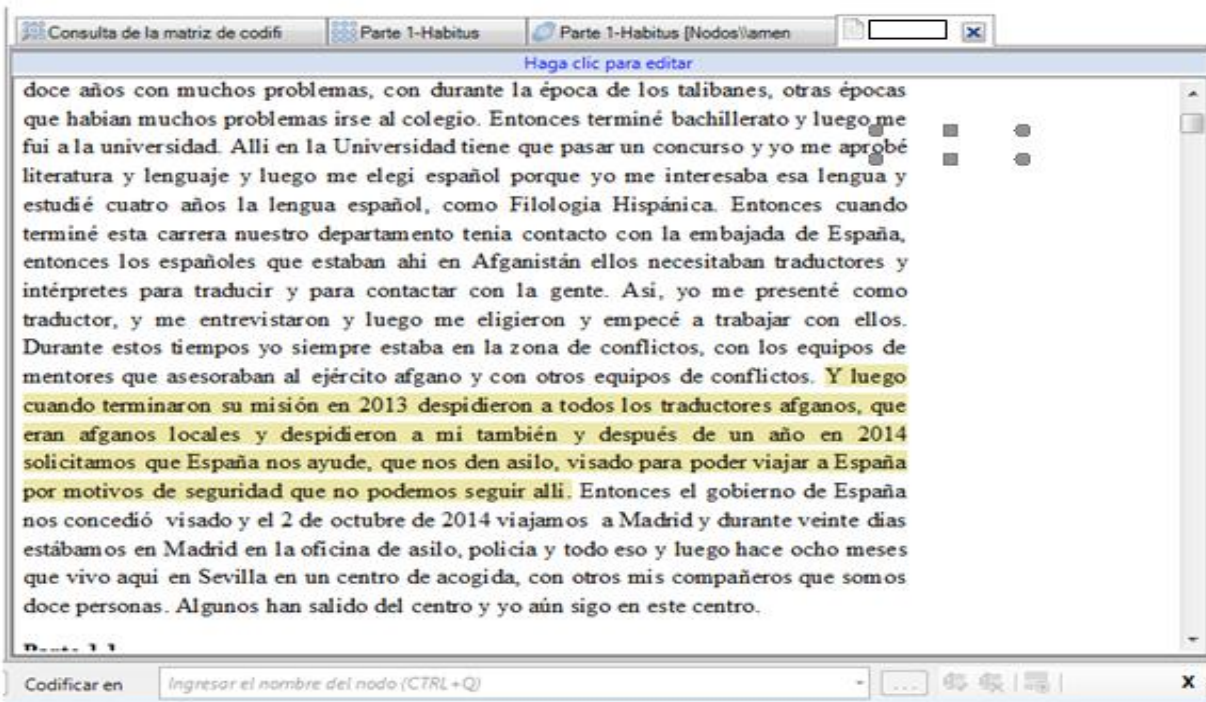 Consulta de la matriz de codifi
Parte 1-Habitus
Parte 1-Habitus [Nodos\\amen
Haga clic para editar
doce años con muchos problemas, con durante la época de los talibanes, otras épocas
que habian muchos problemas irse al colegio. Entonces terminé bachillerato y luego me
fui a la universidad. Alli en la Universidad tiene que pasar un concurso y yo me aprobé
literatura y lenguaje y luego me elegi español porque yo me interesaba esa lengua y
estudié cuatro años la lengua español, como Filologia Hispánica. Entonces cuando
terminé esta carrera nuestro departamento tenia contacto con la embajada de España,
entonces los españoles que estaban ahi en Afganistán ellos necesitaban traductores y
intérpretes para traducir y para contactar con la gente. Asi, yo me presenté como
traductor, y me entrevistaron y luego me eligieron y empecé a trabajar con ellos.
Durante estos tiempos yo siempre estaba en la zona de conflictos, con los equipos de
mentores que asesoraban al ejército afgano y con otros equipos de conflictos. Y luego
cuando terminaron su misión en 2013 despidieron a todos los traductores afganos, que
eran afganos locales y despidieron a mi también y después de un año en 2014
solicitamos que España nos ayude, que nos den asilo, visado para poder viajar a España
por motivos de seguridad que no podemos seguir alli. Entonces el gobierno de España
nos concedió visado y el 2 de octubre de 2014 viajamos a Madrid y durante veinte dias
estábamos en Madrid en la oficina de asilo, policia y todo eso y luego hace ocho meses
que vivo aqui en Sevilla en un centro de acogida, con otros mis compañeros que somos
doce personas. Algunos han salido del centro y yo aún sigo en este centro.
Codificar en
Ingresar el nombre del nodo (CTRL+Q)
...